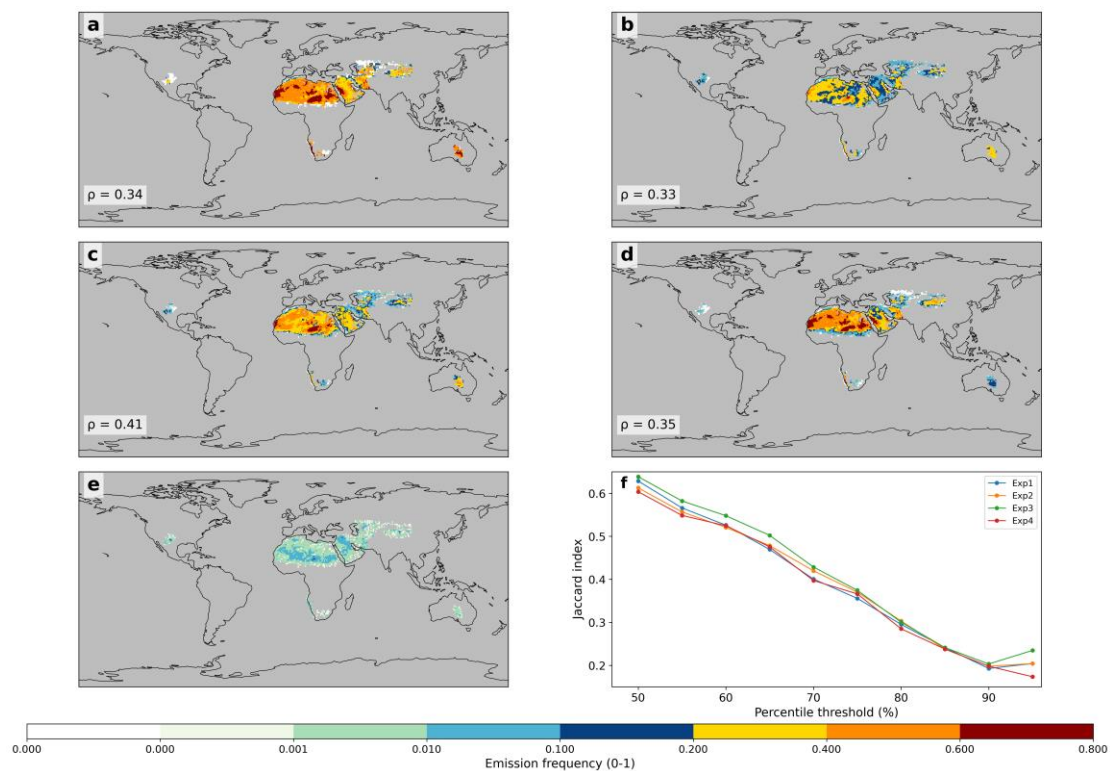 a
ρ = 0.34
b
ρ = 0.33
c
ρ = 0.41
d
ρ = 0.35
e
f
Exp1
Exp2
Exp3
Exp4
0.6
0.5
0.4
0.3
0.2
Jaccard index
50 60 70 80 90
Percentile threshold (%)
0.000 0.000 0.001 0.010 0.100 0.200 0.400 0.600 0.800
Emission frequency (0-1)